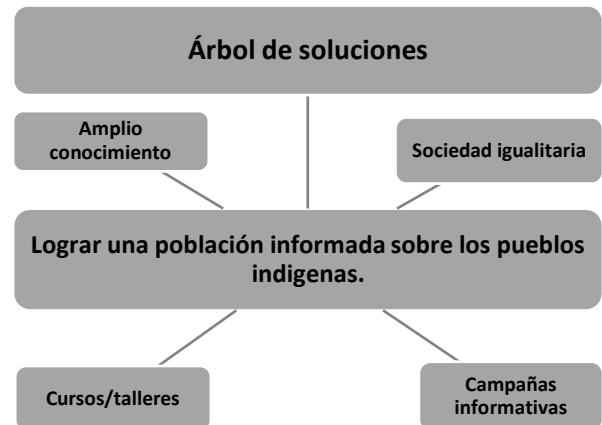 Árbol de soluciones
Amplio
conocimiento
Sociedad igualitaria
Lograr una población informada sobre los pueblos
indigenas.
Cursos/talleres
Campañas
informativas